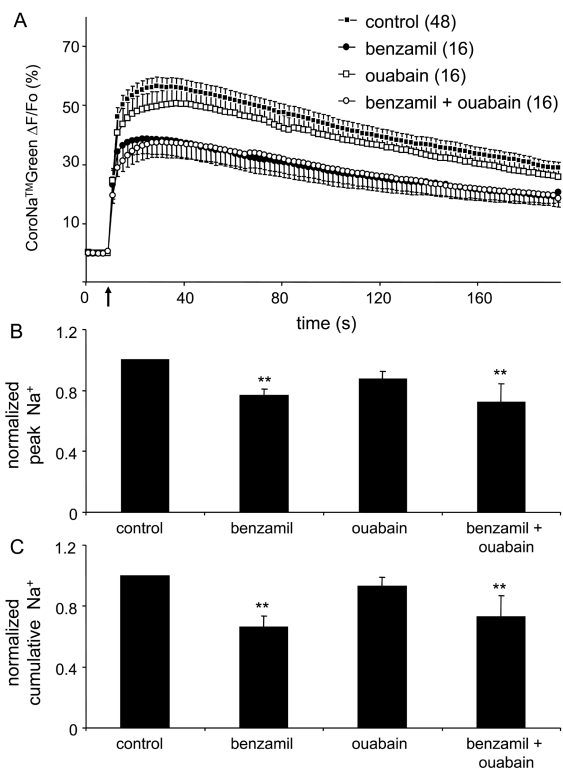 A
control (48)
benzamil (16)
ouabain (16)
benzamil + ouabain (16)
CoroNa™Green ΔF/Fo (%)
70
50
30
10
0
40
80
120
160
time (s)
B
normalized
peak Na⁺
1.2
0.8
0.4
0
**
**
control
benzamil
ouabain
benzamil +
ouabain
C
normalized
cumulative Na⁺
1.2
0.8
0.4
0
**
**
control
benzamil
ouabain
benzamil +
ouabain